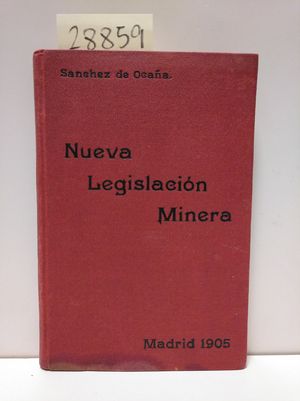 28859
Sanchez de Ocaña.
Nueva
Legislación
Minera
Madrid 1905